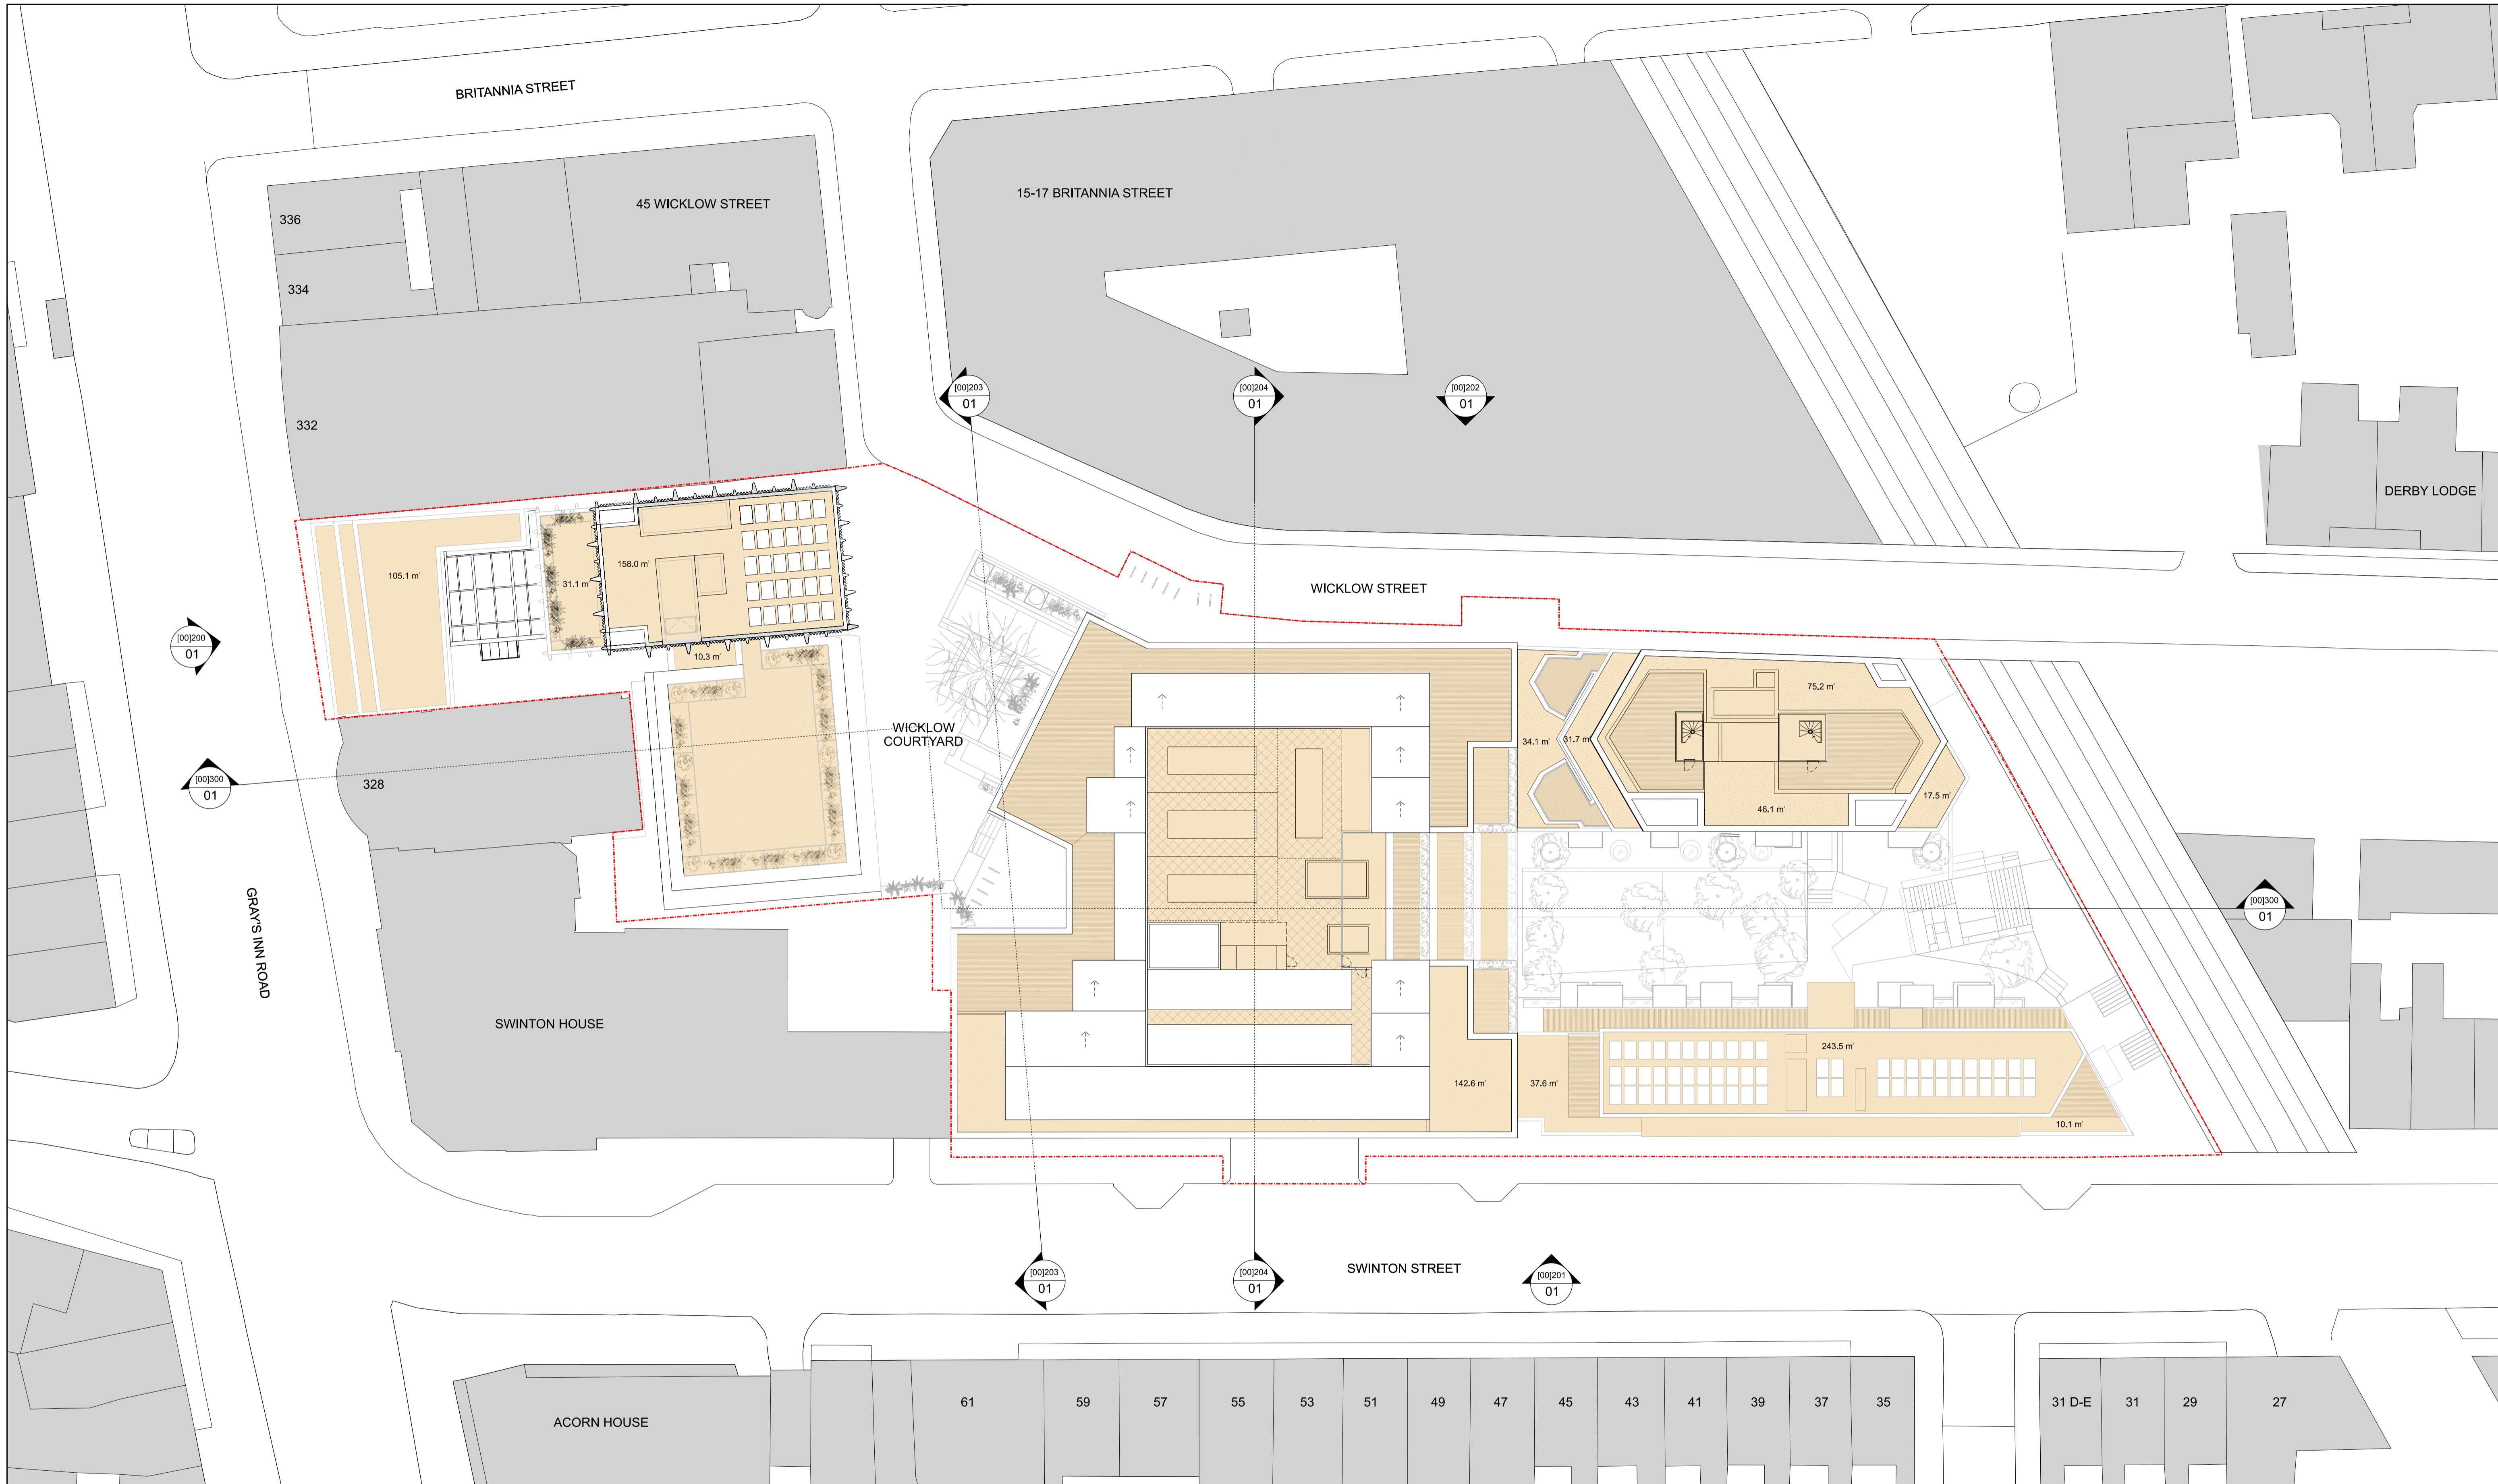 BRITANNIA STREET
336
45 WICKLOW STREET
15-17 BRITANNIA STREET
334
332
[00]203
01
[00]204
01
[00]202
01
DERBY LODGE
105.1 m²
31.1 m
158.0 m²
WICKLOW STREET
[00]200
01
10.3 m²
75.2 m²
WICKLOW
COURTYARD
34.1 m²
31.7 m
[00]300
01
328
46.1 m²
17.5 m²
GRAY'S INN ROAD
[00]300
01
SWINTON HOUSE
243.5 m²
142.6 m²
37.6 m²
10.1 m²
[00]203
01
[00]204
01
SWINTON STREET
[00]201
01
ACORN HOUSE
61
59
57
55
53
51
49
47
45
43
41
39
37
35
31 D-E
31
29
27